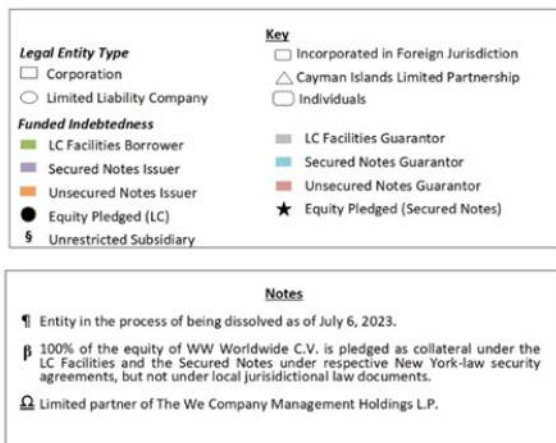 Key
Legal Entity Type
Corporation
Limited Liability Company
Incorporated in Foreign Jurisdiction
Cayman Islands Limited Partnership
Individuals
Funded Indebtedness
LC Facilities Borrower
Secured Notes Issuer
Unsecured Notes Issuer
Equity Pledged (LC)
§ Unrestricted Subsidiary
LC Facilities Guarantor
Secured Notes Guarantor
Unsecured Notes Guarantor
★ Equity Pledged (Secured Notes)
Notes
¶ Entity in the process of being dissolved as of July 6, 2023.
β 100% of the equity of WW Worldwide C.V. is pledged as collateral under the
LC Facilities and the Secured Notes under respective New York-law security
agreements, but not under local jurisidictional law documents.
Ω Limited partner of The We Company Management Holdings L.P.